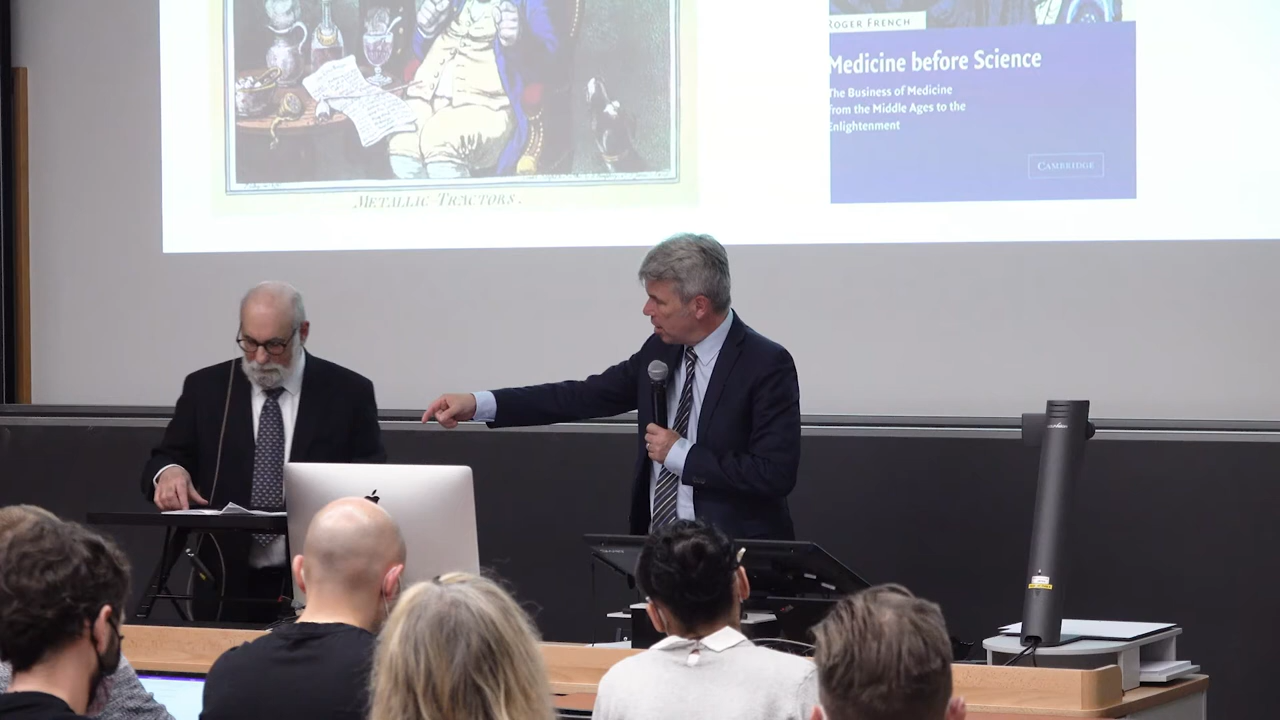 ROGER FRENCH
Medicine before Science
The Business of Medicine
from the Middle Ages to the
Enlightenment
CAMBRIDGE
METALLIC-TRACTORS.